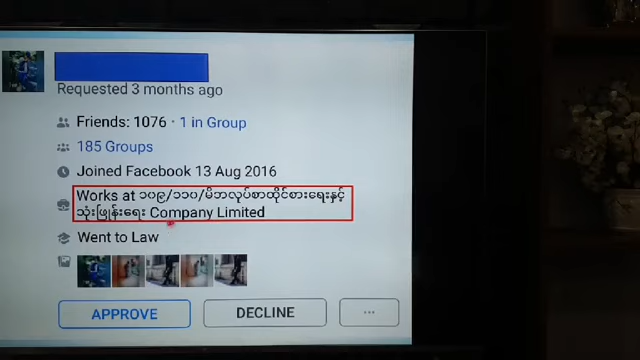 Requested 3 months ago
Friends: 1076 · 1 in Group
185 Groups
Joined Facebook 13 Aug 2016
Works at ၁၀၉/၁၁၀/မိဘလုပ်စာထိုင်စားရေးနှင့်
သုံးဖြုန်းရေး Company Limited
Went to Law
APPROVE
DECLINE
...